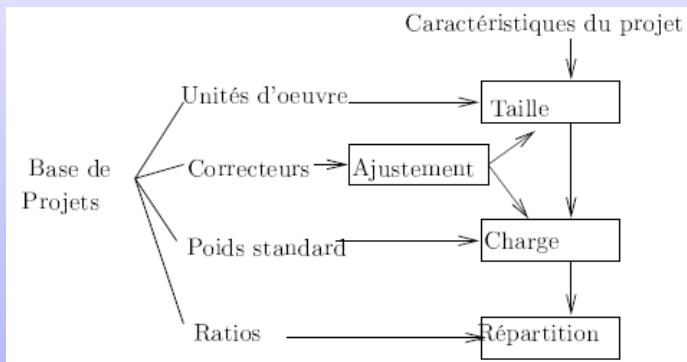 Caractéristiques du projet
Unités d'oeuvre
Taille
Base de
Projets
Correcteurs
Ajustement
Poids standard
Charge
Ratios
Répartition